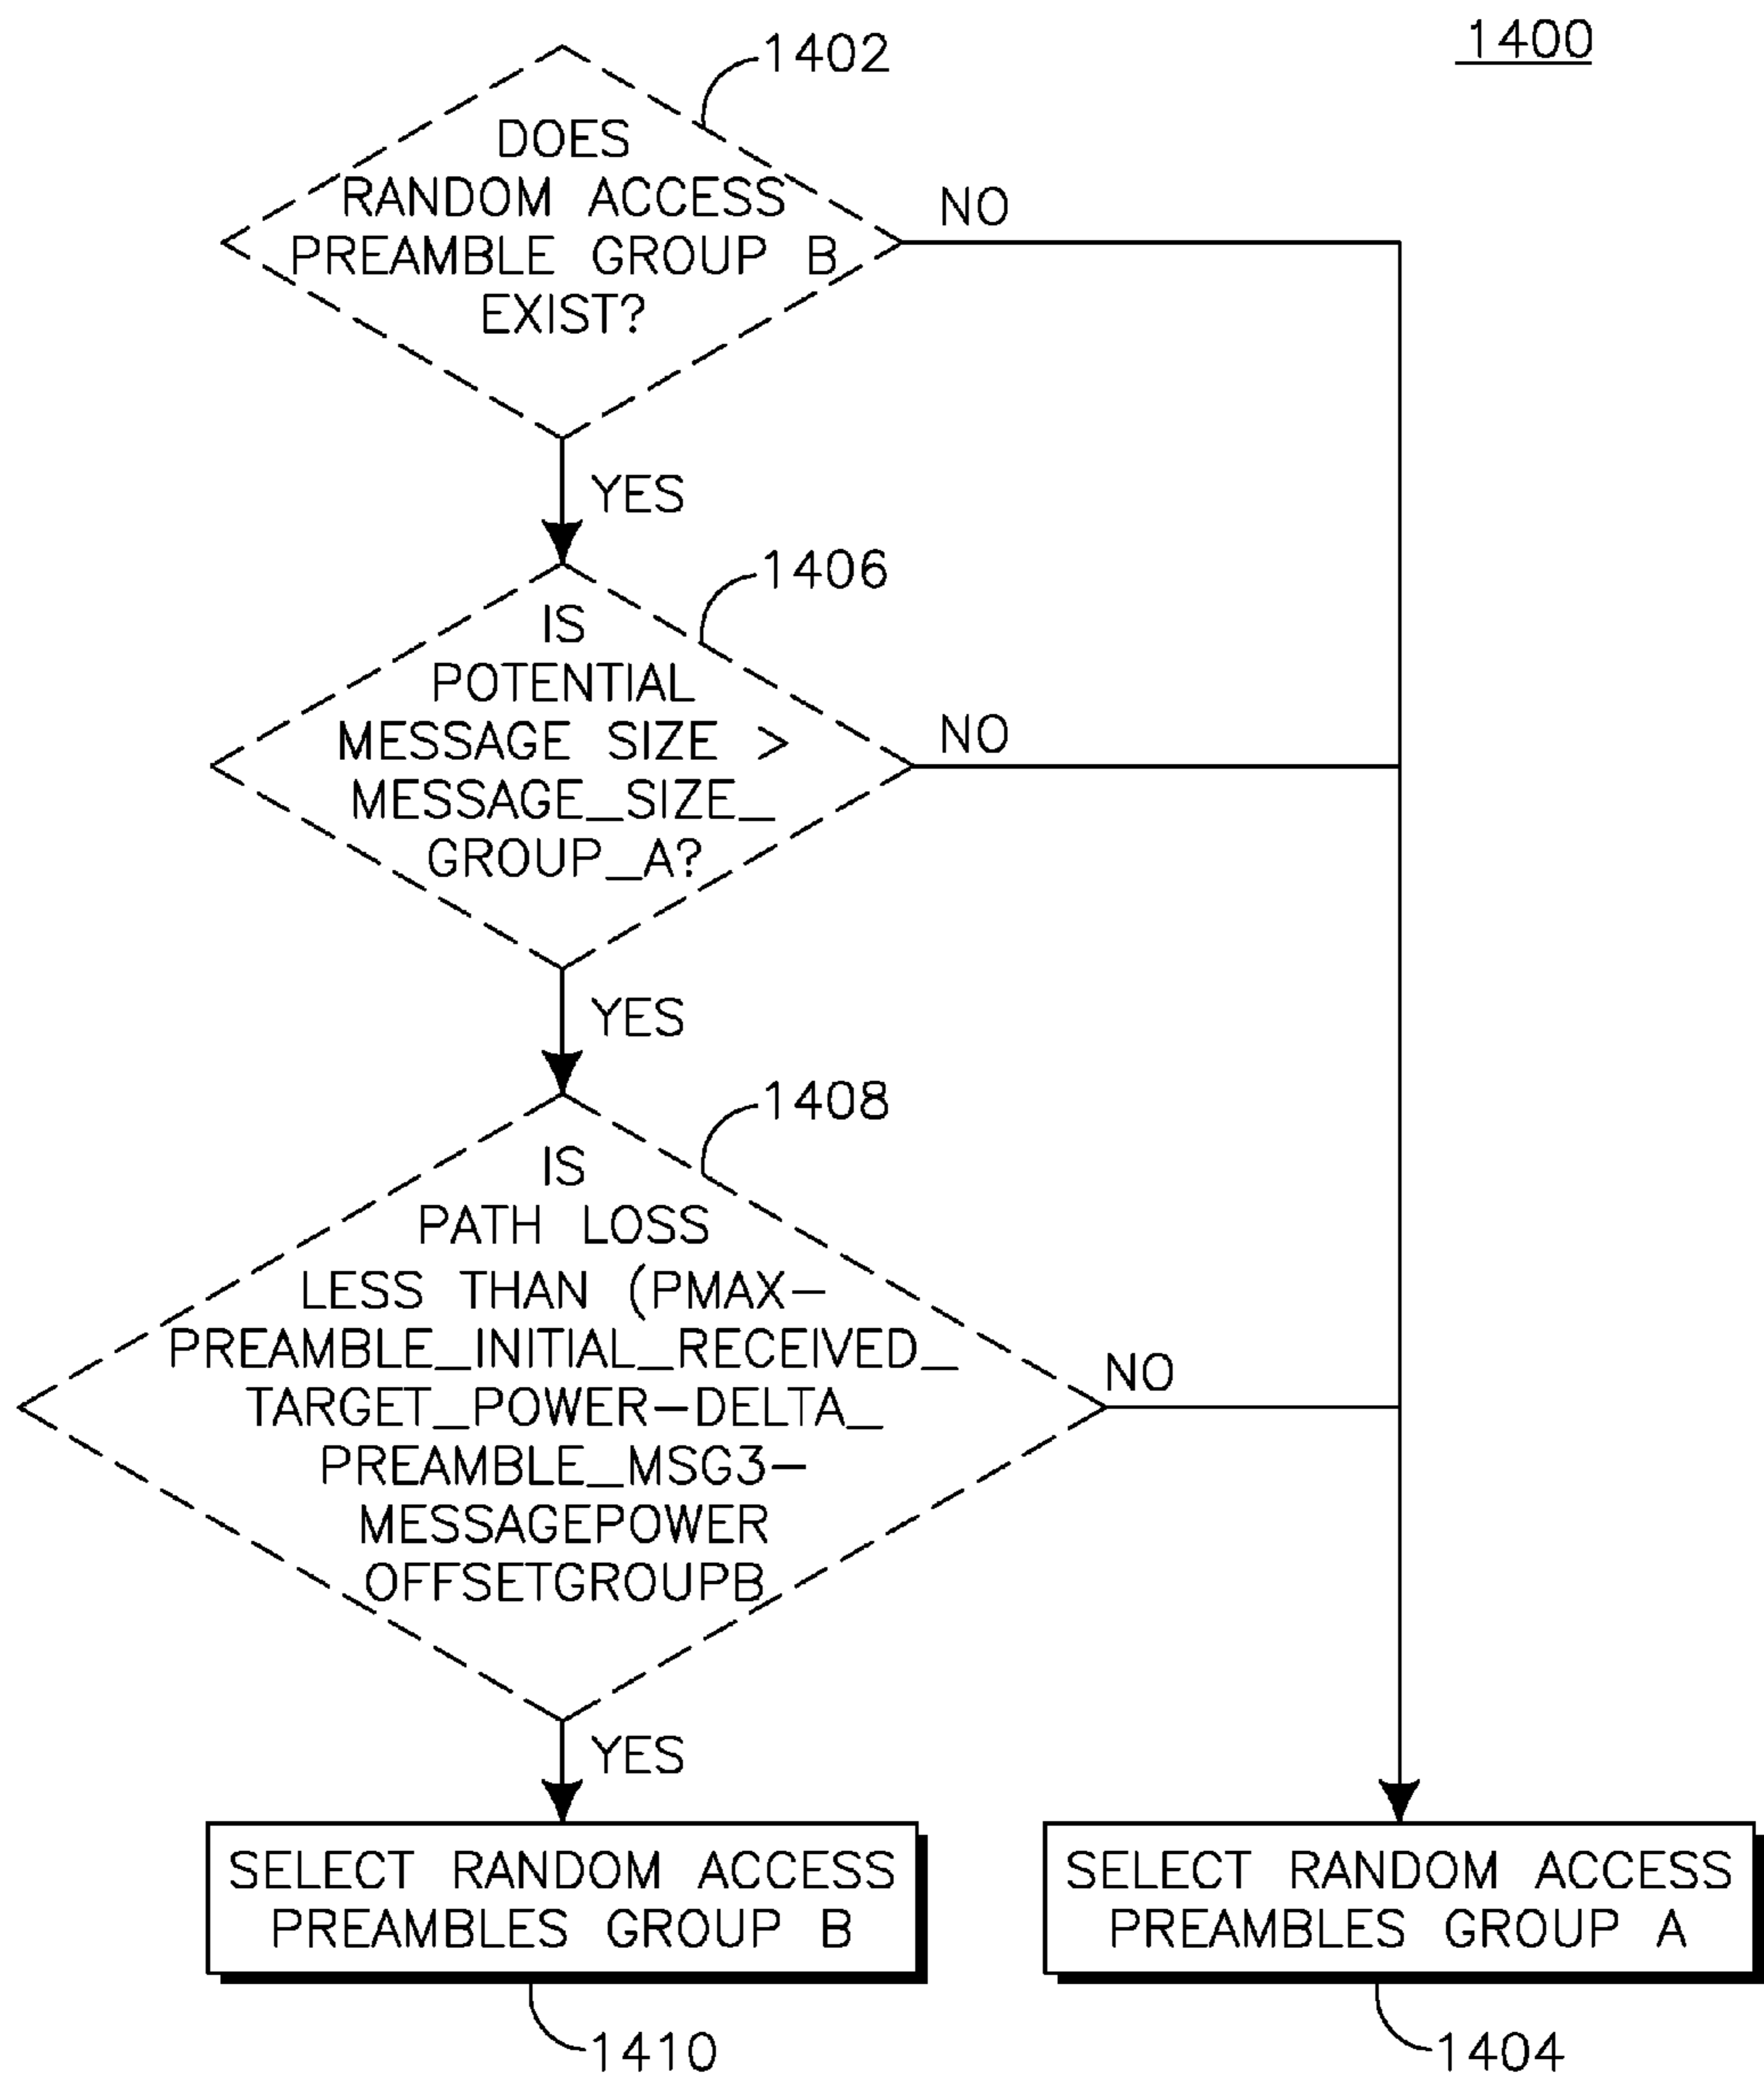 1400
1402
DOES
RANDOM ACCESS
PREAMBLE GROUP B
EXIST?
NO
YES
1406
IS
POTENTIAL
MESSAGE SIZE >
MESSAGE_SIZE_
GROUP_A?
NO
YES
1408
IS
PATH LOSS
LESS THAN (PMAX–
PREAMBLE_INITIAL_RECEIVED_
TARGET_POWER–DELTA_
PREAMBLE_MSG3–
MESSAGEPOWER
OFFSETGROUPB
NO
YES
SELECT RANDOM ACCESS
PREAMBLES GROUP B
1410
SELECT RANDOM ACCESS
PREAMBLES GROUP A
1404